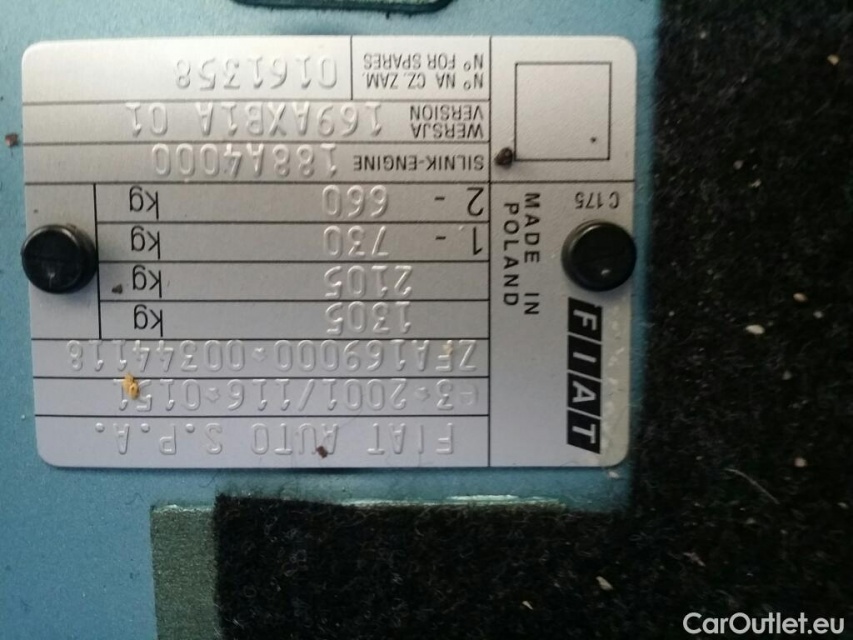 FIAT AUTO S.P.A.
e3*2001/116*0151
ZFA169000*00344118
1305 kg
2105 kg
1 - 730 kg
2 - 660 kg
SILNIK-ENGINE 188A4000
WERSJA
VERSION 169AXB1A 01
Nº NA CZ. ZAM.
Nº FOR SPARES 0161358
FIAT
MADE IN
POLAND
C 175
CarOutlet.eu